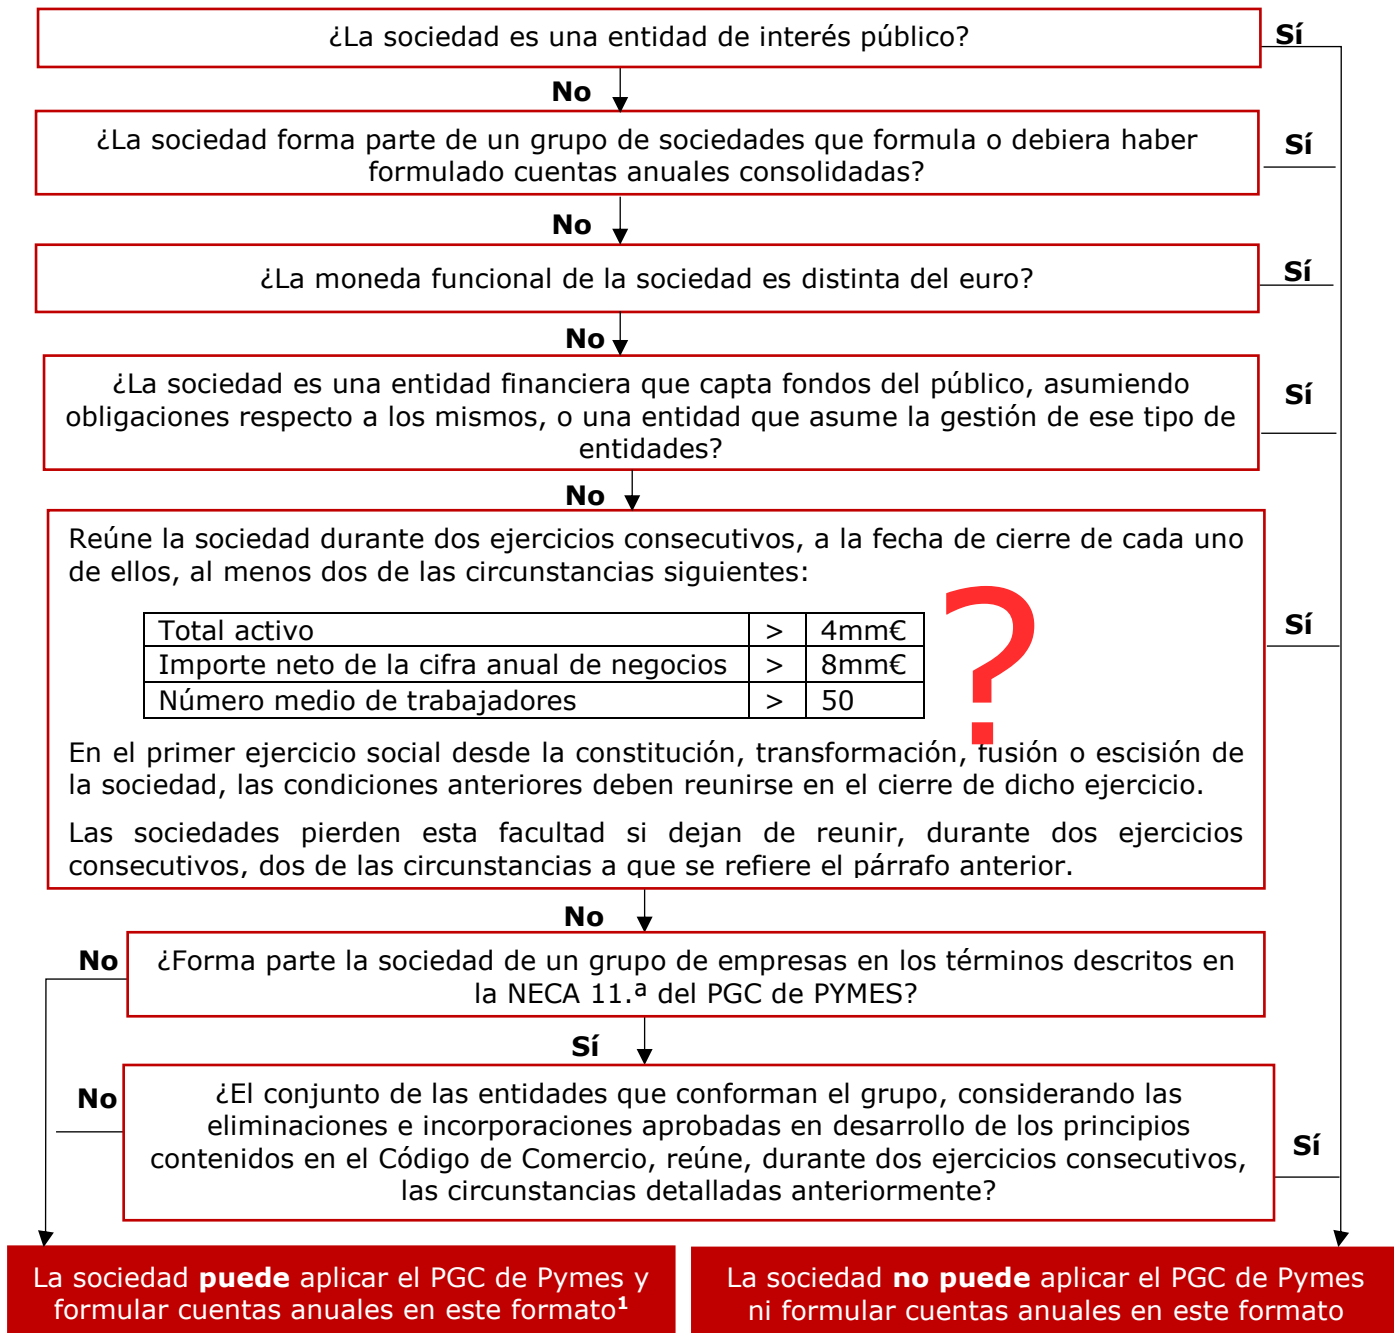 ¿La sociedad es una entidad de interés público?
Sí
No
¿La sociedad forma parte de un grupo de sociedades que formula o debiera haber
formulado cuentas anuales consolidadas?
Sí
No
¿La moneda funcional de la sociedad es distinta del euro?
Sí
No
¿La sociedad es una entidad financiera que capta fondos del público, asumiendo
obligaciones respecto a los mismos, o una entidad que asume la gestión de ese tipo de
entidades?
Sí
No
Reúne la sociedad durante dos ejercicios consecutivos, a la fecha de cierre de cada uno
de ellos, al menos dos de las circunstancias siguientes:
Total activo > 4mm€
Importe neto de la cifra anual de negocios > 8mm€
Número medio de trabajadores > 50
?
Sí
En el primer ejercicio social desde la constitución, transformación, fusión o escisión de
la sociedad, las condiciones anteriores deben reunirse en el cierre de dicho ejercicio.
Las sociedades pierden esta facultad si dejan de reunir, durante dos ejercicios
consecutivos, dos de las circunstancias a que se refiere el párrafo anterior.
No
No
¿Forma parte la sociedad de un grupo de empresas en los términos descritos en
la NECA 11.ª del PGC de PYMES?
Sí
No
¿El conjunto de las entidades que conforman el grupo, considerando las
eliminaciones e incorporaciones aprobadas en desarrollo de los principios
contenidos en el Código de Comercio, reúne, durante dos ejercicios consecutivos,
las circunstancias detalladas anteriormente?
Sí
La sociedad puede aplicar el PGC de Pymes y
formular cuentas anuales en este formato¹
La sociedad no puede aplicar el PGC de Pymes
ni formular cuentas anuales en este formato